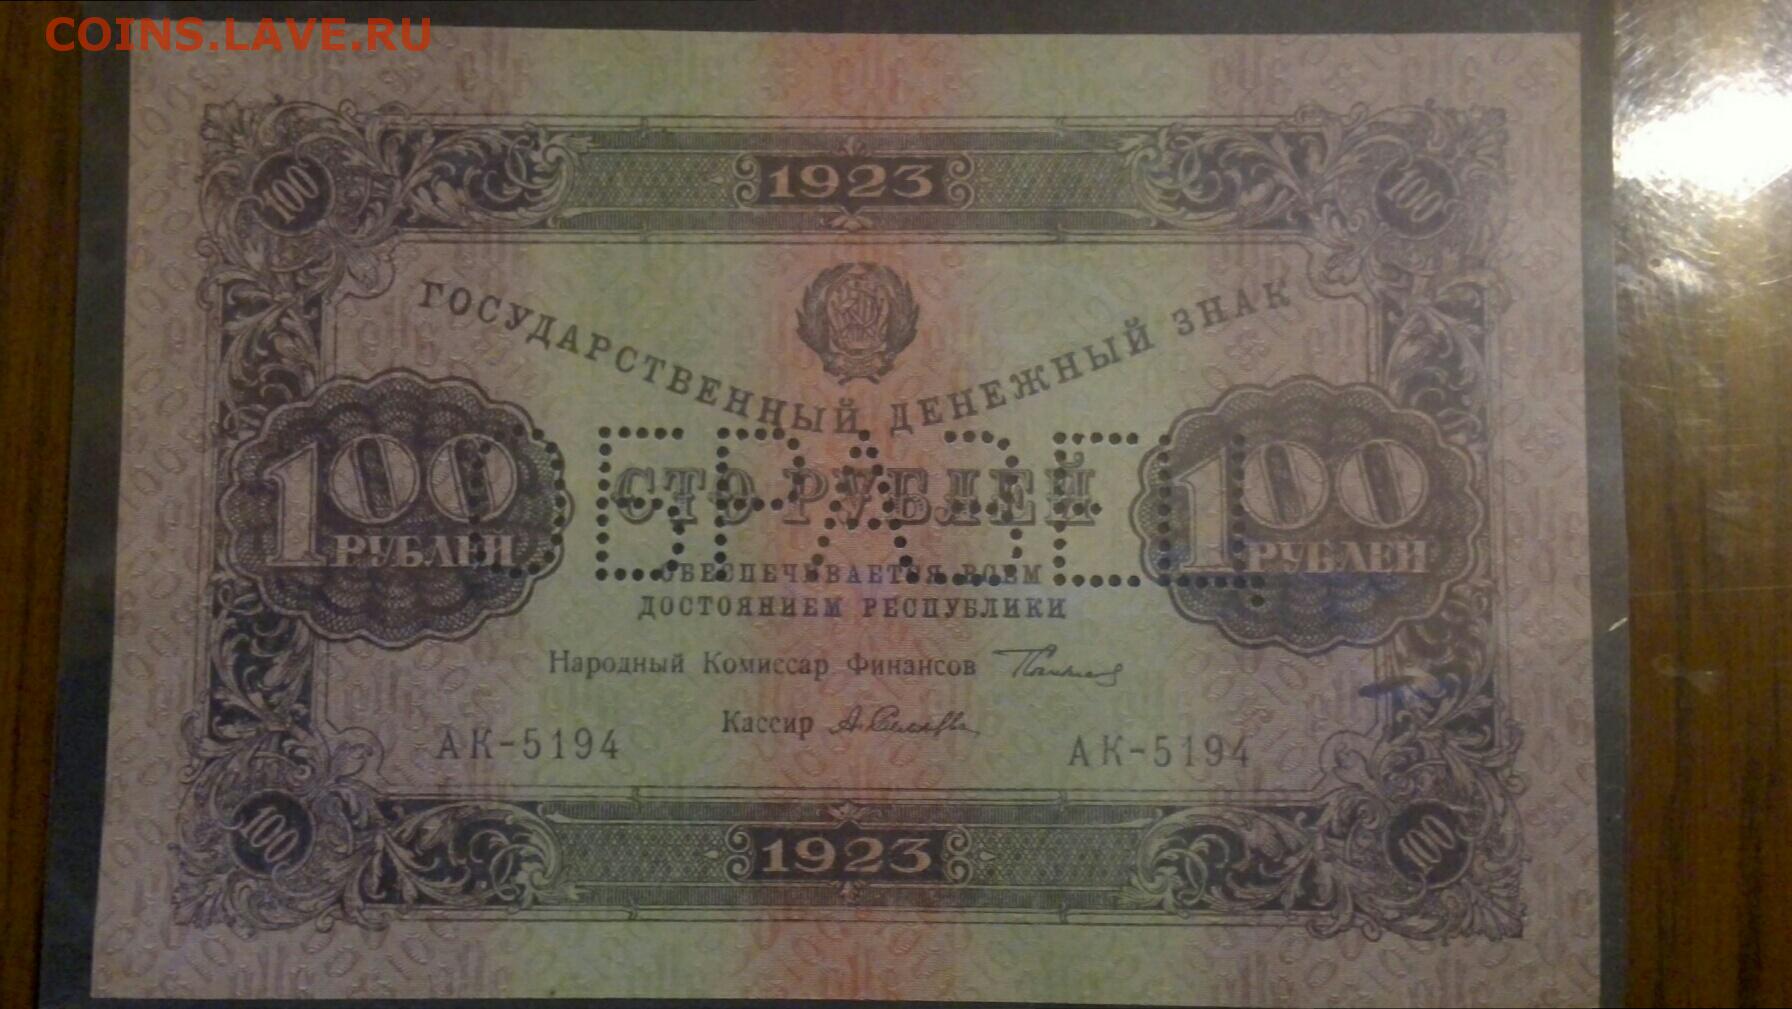 COINS.LAVE.RU
1923
100 100
ГОСУДАРСТВЕННЫЙ ДЕНЕЖНЫЙ ЗНАК
ОБРАЗЕЦ
100 РУБЛЕЙ
СТО РУБЛЕЙ
100 РУБЛЕЙ
ОБЕСПЕЧИВАЕТСЯ ВСЕМ
ДОСТОЯНИЕМ РЕСПУБЛИКИ
Народный Комиссар Финансов
Кассир
АК-5194 АК-5194
100 100
1923